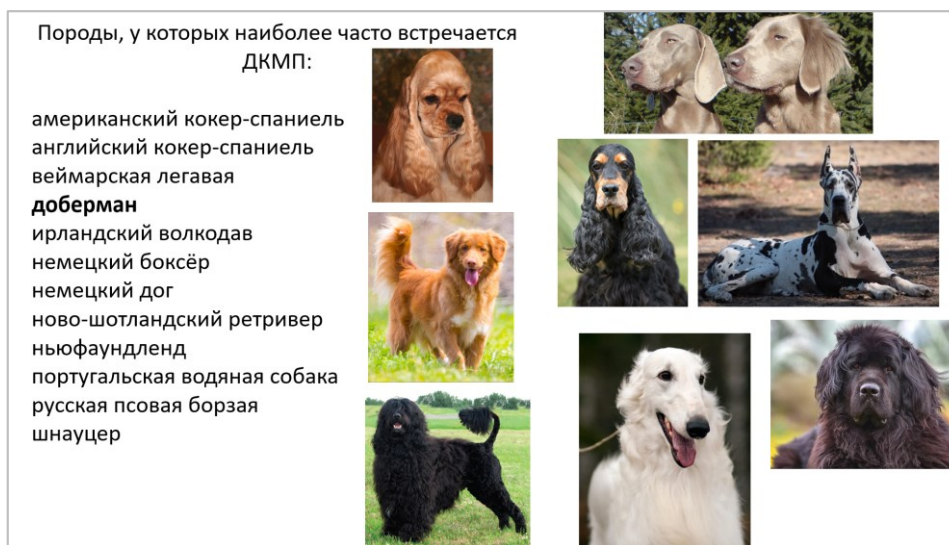 Породы, у которых наиболее часто встречается
ДКМП:
американский кокер-спаниель
английский кокер-спаниель
веймарская легавая
доберман
ирландский волкодав
немецкий боксёр
немецкий дог
ново-шотландский ретривер
ньюфаундленд
португальская водяная собака
русская псовая борзая
шнауцер